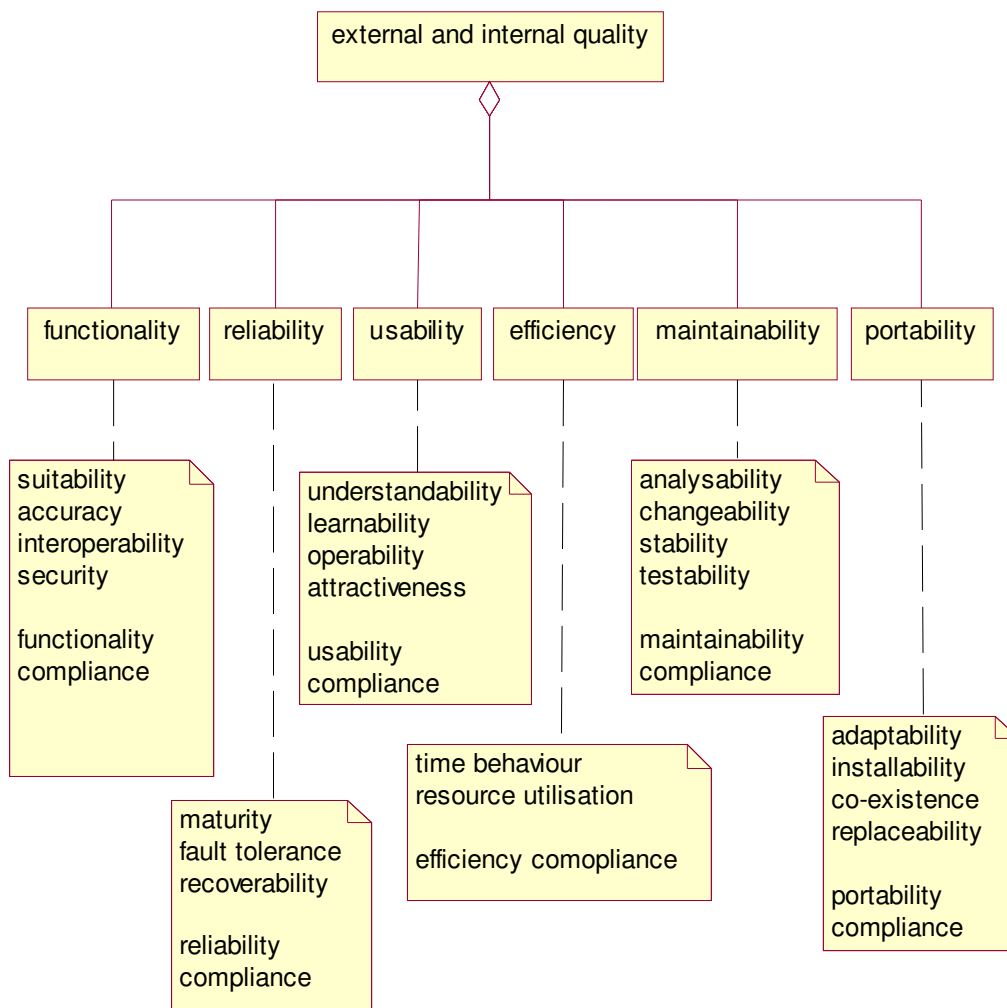 external and internal quality
functionality
reliability
usability
efficiency
maintainability
portability
suitability
accuracy
interoperability
security
functionality
compliance
understandability
learnability
operability
attractiveness
usability
compliance
analysability
changeability
stability
testability
maintainability
compliance
maturity
fault tolerance
recoverability
reliability
compliance
time behaviour
resource utilisation
efficiency comopliance
adaptability
installability
co-existence
replaceability
portability
compliance